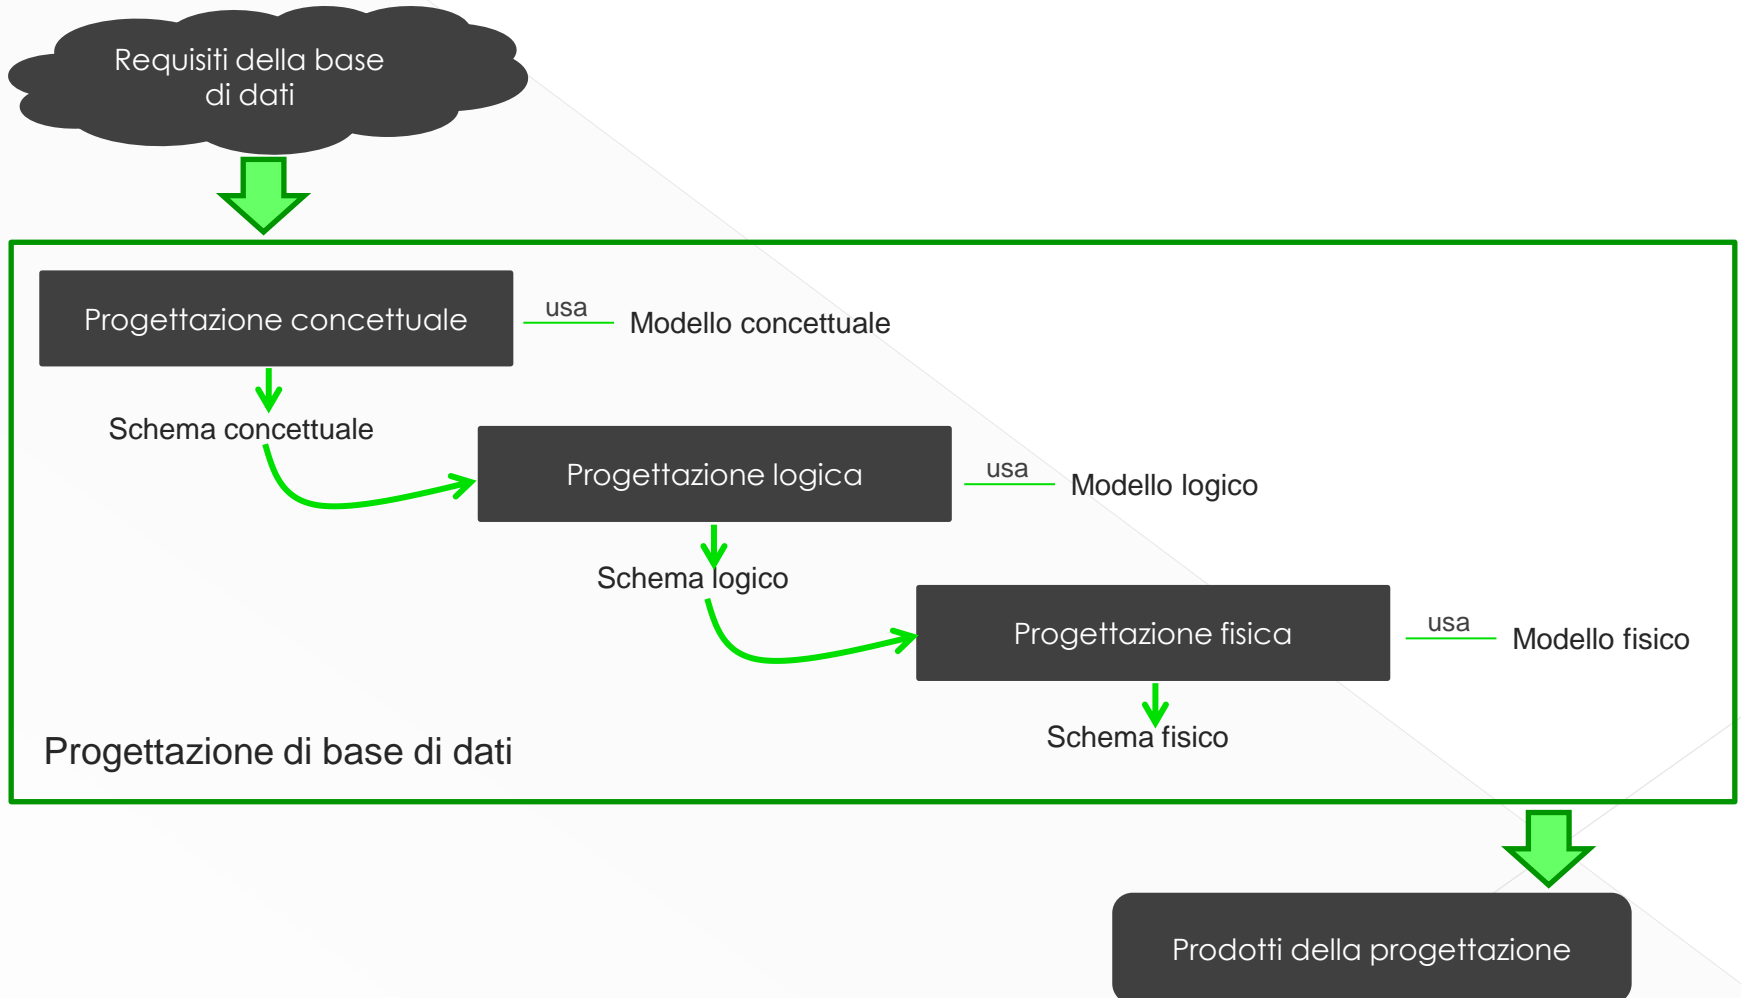 Requisiti della base
di dati
Progettazione concettuale
usa
Modello concettuale
Schema concettuale
Progettazione logica
usa
Modello logico
Schema logico
Progettazione fisica
usa
Modello fisico
Schema fisico
Progettazione di base di dati
Prodotti della progettazione